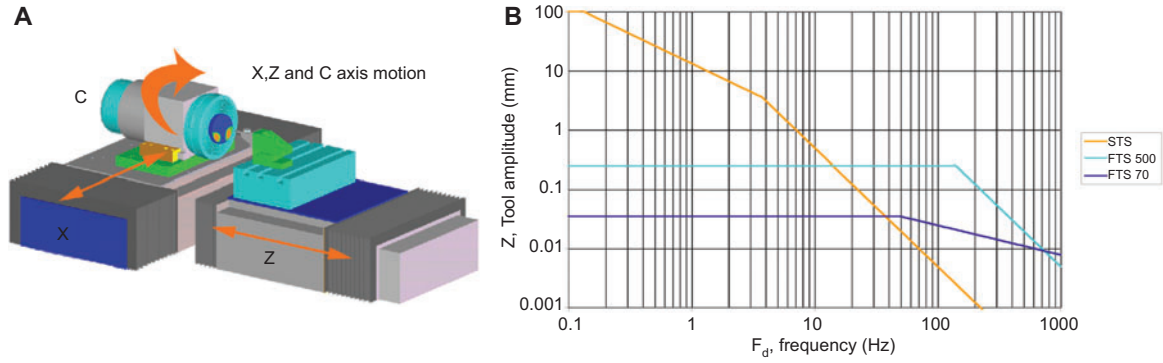 A
X,Z and C axis motion
C
X
Z
B
Z, Tool amplitude (mm)
100
10
1
0.1
0.01
0.001
0.1
1
10
100
1000
F_d, frequency (Hz)
STS
FTS 500
FTS 70